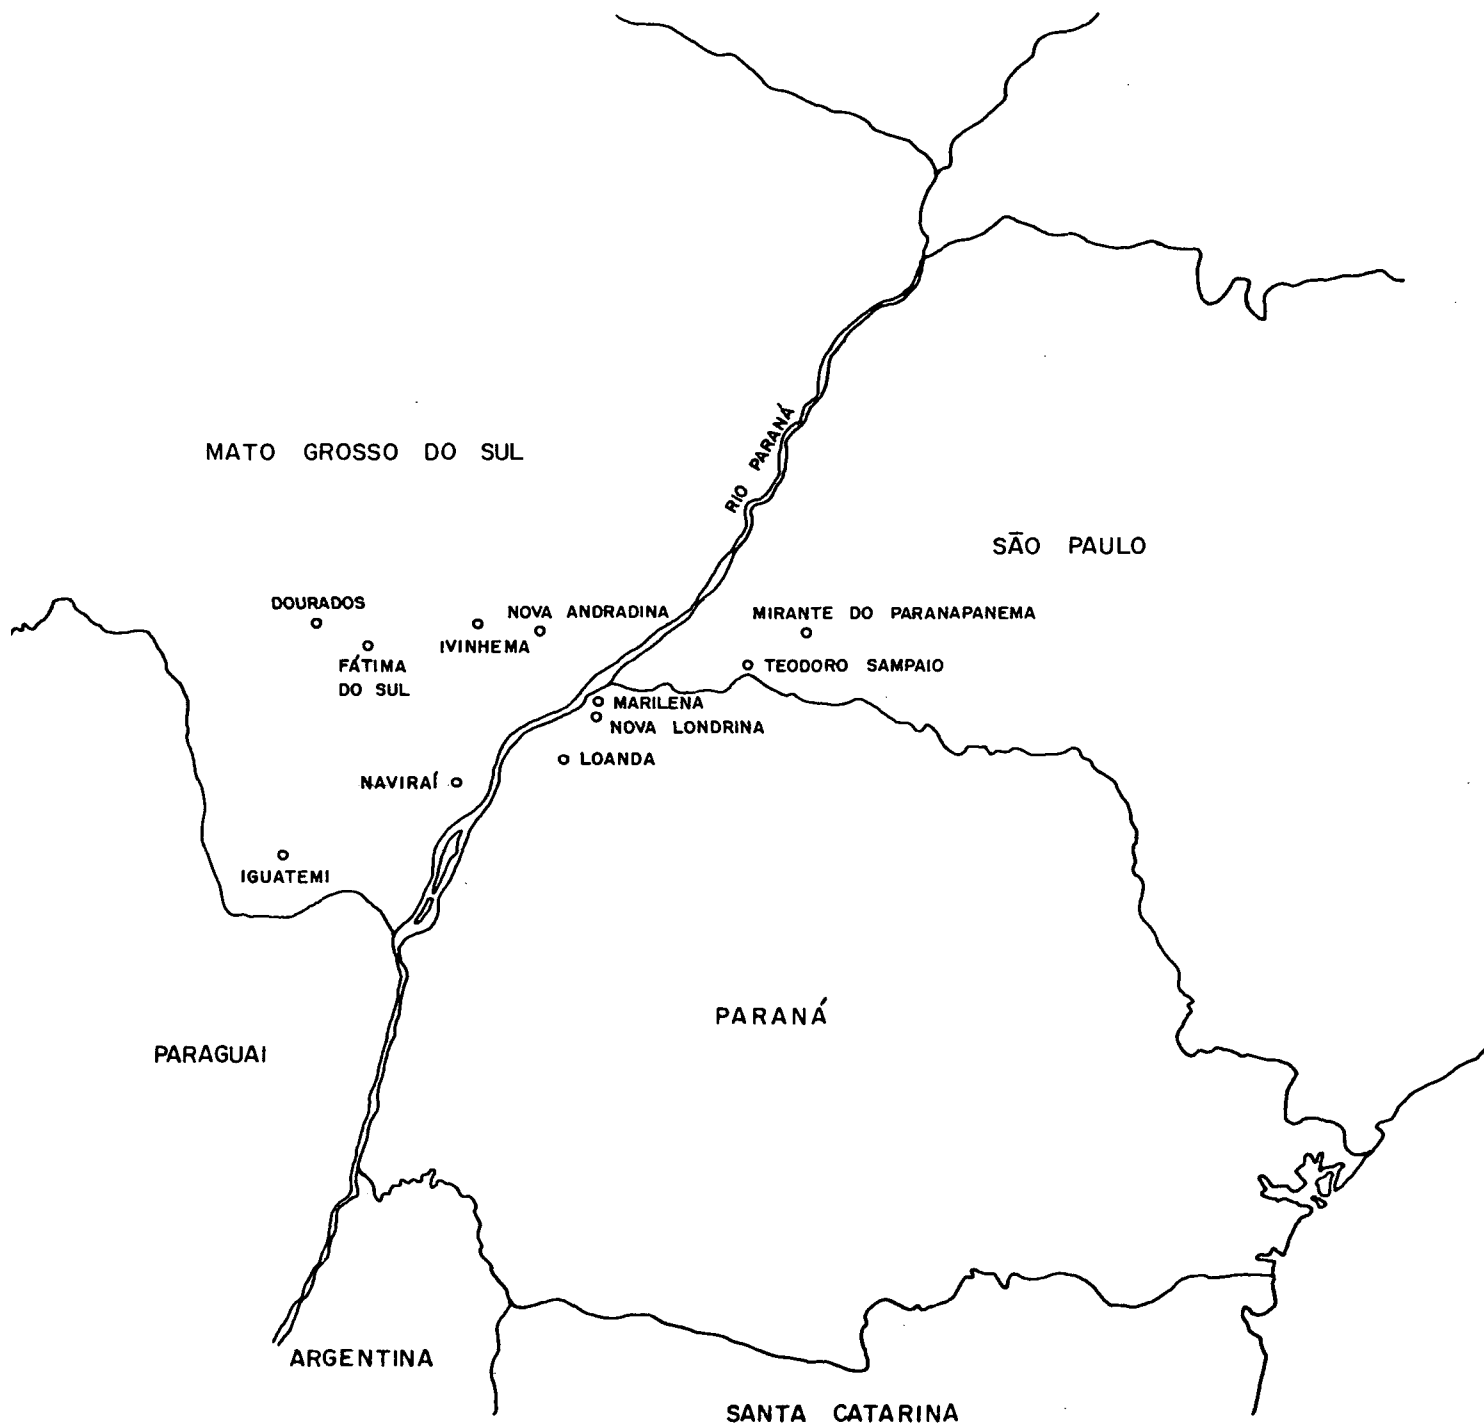 RIO PARANÁ
MATO GROSSO DO SUL
SÃO PAULO
DOURADOS
NOVA ANDRADINA
MIRANTE DO PARANAPANEMA
IVINHEMA
FÁTIMA
DO SUL
TEODORO SAMPAIO
MARILENA
NOVA LONDRINA
LOANDA
NAVIRAÍ
IGUATEMI
PARANÁ
PARAGUAI
ARGENTINA
SANTA CATARINA